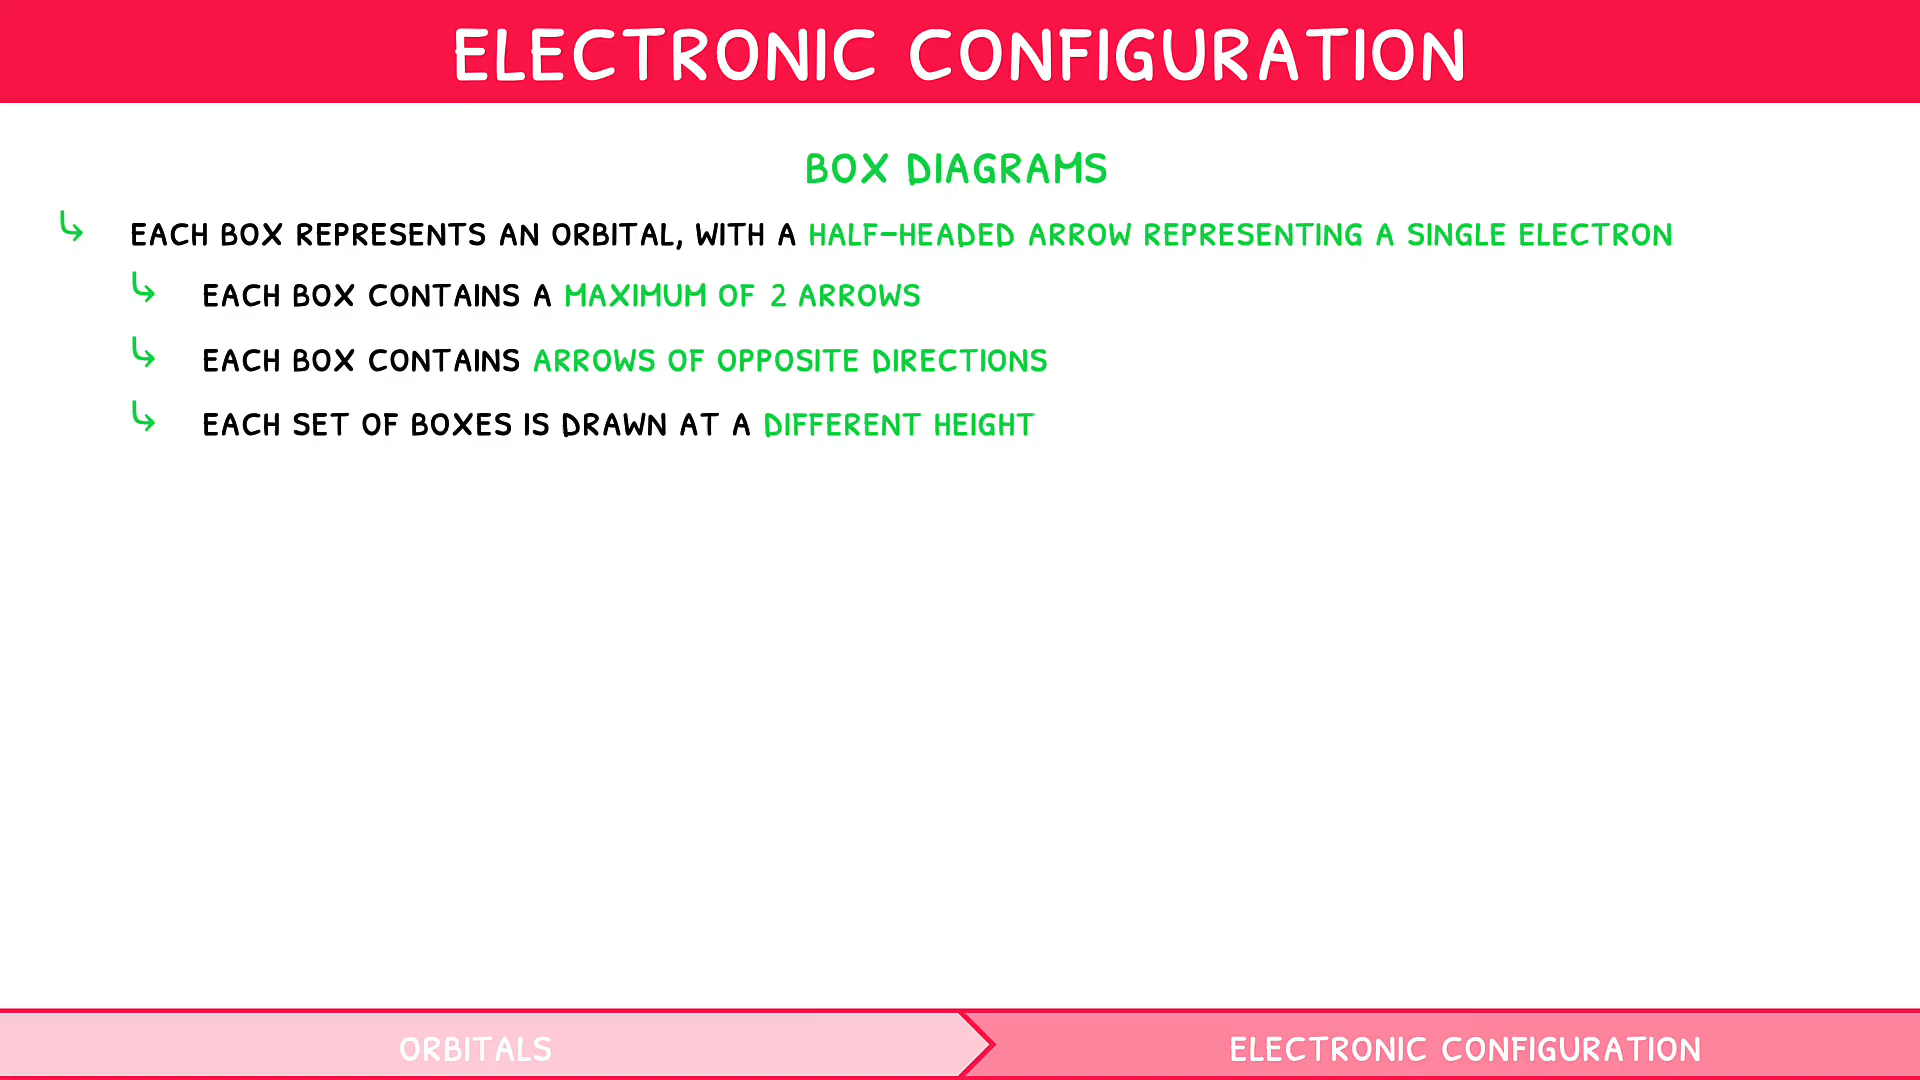 ELECTRONIC CONFIGURATION
BOX DIAGRAMS
EACH BOX REPRESENTS AN ORBITAL, WITH A HALF-HEADED ARROW REPRESENTING A SINGLE ELECTRON
EACH BOX CONTAINS A MAXIMUM OF 2 ARROWS
EACH BOX CONTAINS ARROWS OF OPPOSITE DIRECTIONS
EACH SET OF BOXES IS DRAWN AT A DIFFERENT HEIGHT
ORBITALS
ELECTRONIC CONFIGURATION